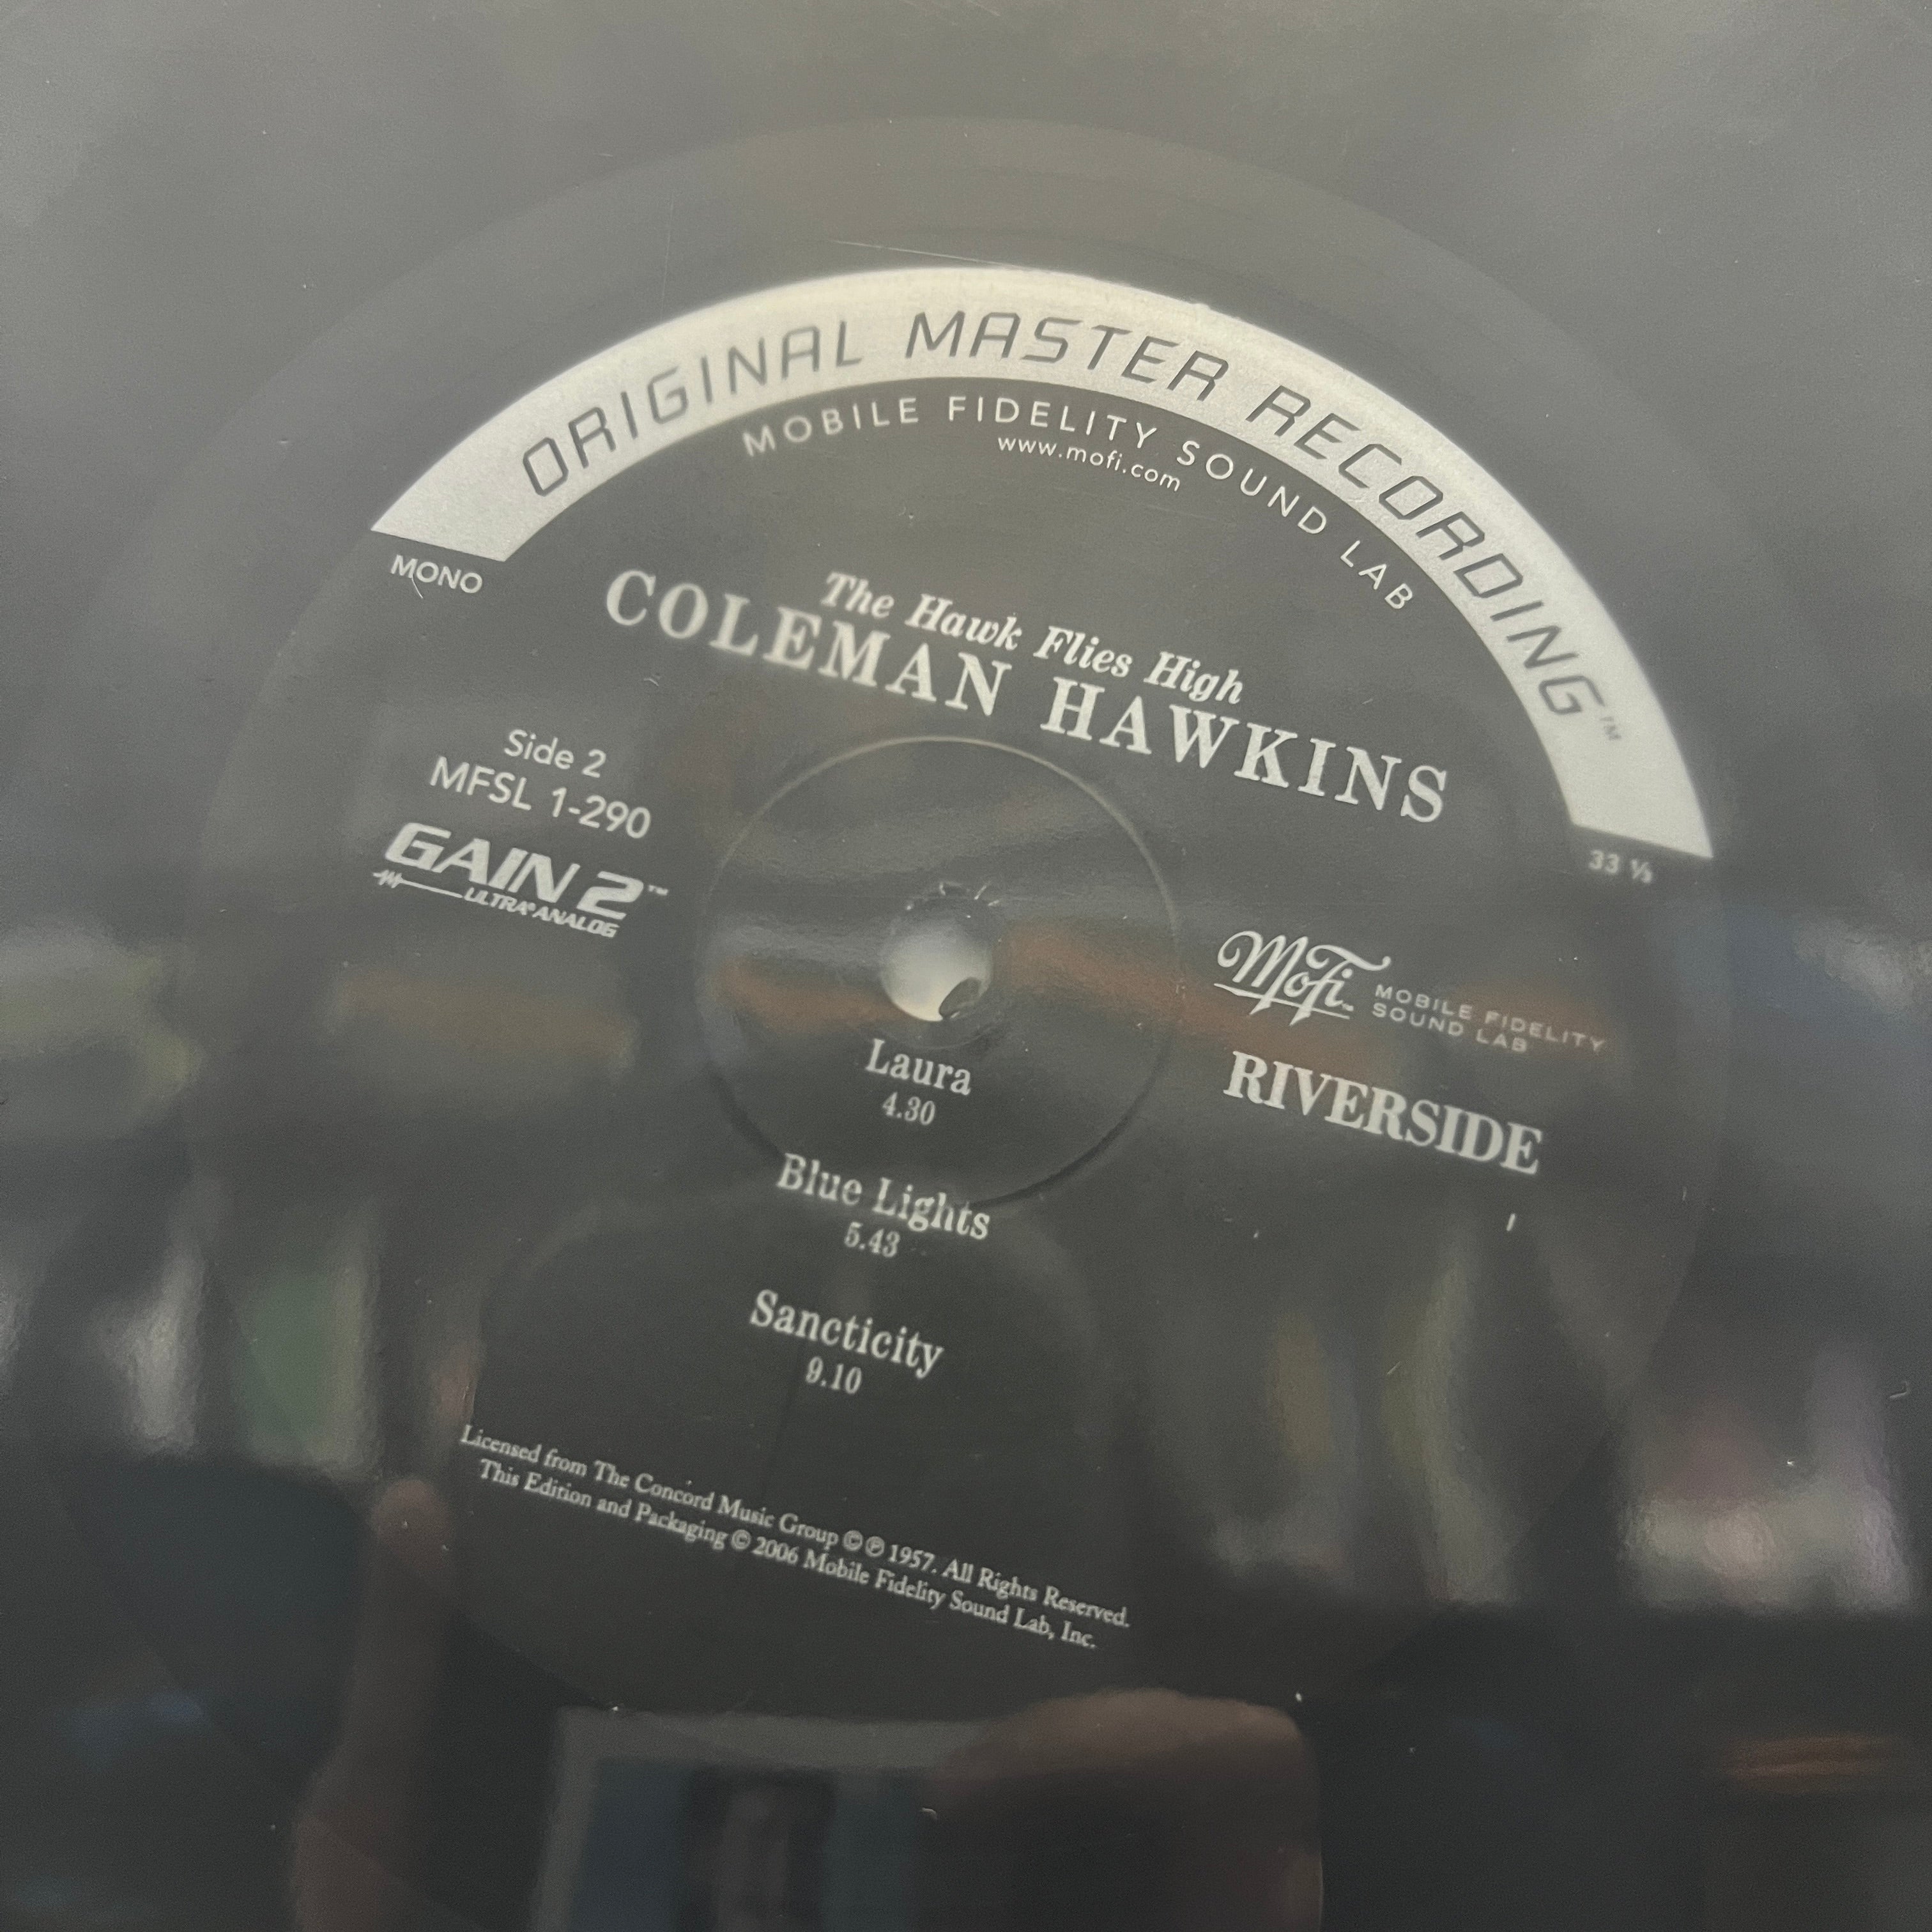 ORIGINAL MASTER RECORDING™
MOBILE FIDELITY SOUND LAB
www.mofi.com
MONO
33 ⅓
The Hawk Flies High
COLEMAN HAWKINS
Side 2
MFSL 1-290
GAIN 2™
ULTRA ANALOG
MoFi™
MOBILE FIDELITY
SOUND LAB
RIVERSIDE
Laura
4.30
Blue Lights
5.43
Sancticity
9.10
Licensed from The Concord Music Group ©℗ 1957. All Rights Reserved.
This Edition and Packaging © 2006 Mobile Fidelity Sound Lab, Inc.